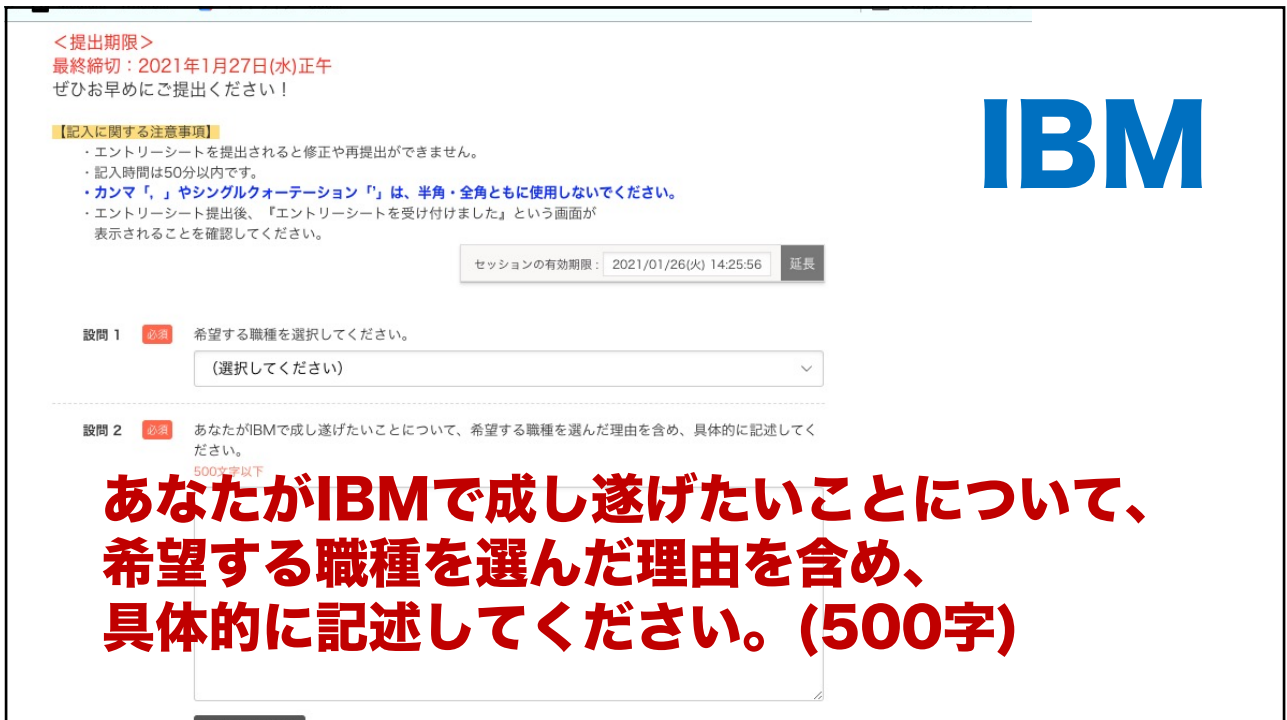 ＜提出期限＞
最終締切：2021年1月27日(水)正午
ぜひお早めにご提出ください！
IBM
【記入に関する注意事項】
・エントリーシートを提出されると修正や再提出ができません。
・記入時間は50分以内です。
・カンマ「，」やシングルクォーテーション「'」は、半角・全角ともに使用しないでください。
・エントリーシート提出後、『エントリーシートを受け付けました』という画面が
表示されることを確認してください。
セッションの有効期限 : 2021/01/26(火) 14:25:56 延長
設問 1 必須 希望する職種を選択してください。
（選択してください）
設問 2 必須 あなたがIBMで成し遂げたいことについて、希望する職種を選んだ理由を含め、具体的に記述してく
ださい。
500文字以下
あなたがIBMで成し遂げたいことについて、
希望する職種を選んだ理由を含め、
具体的に記述してください。(500字)